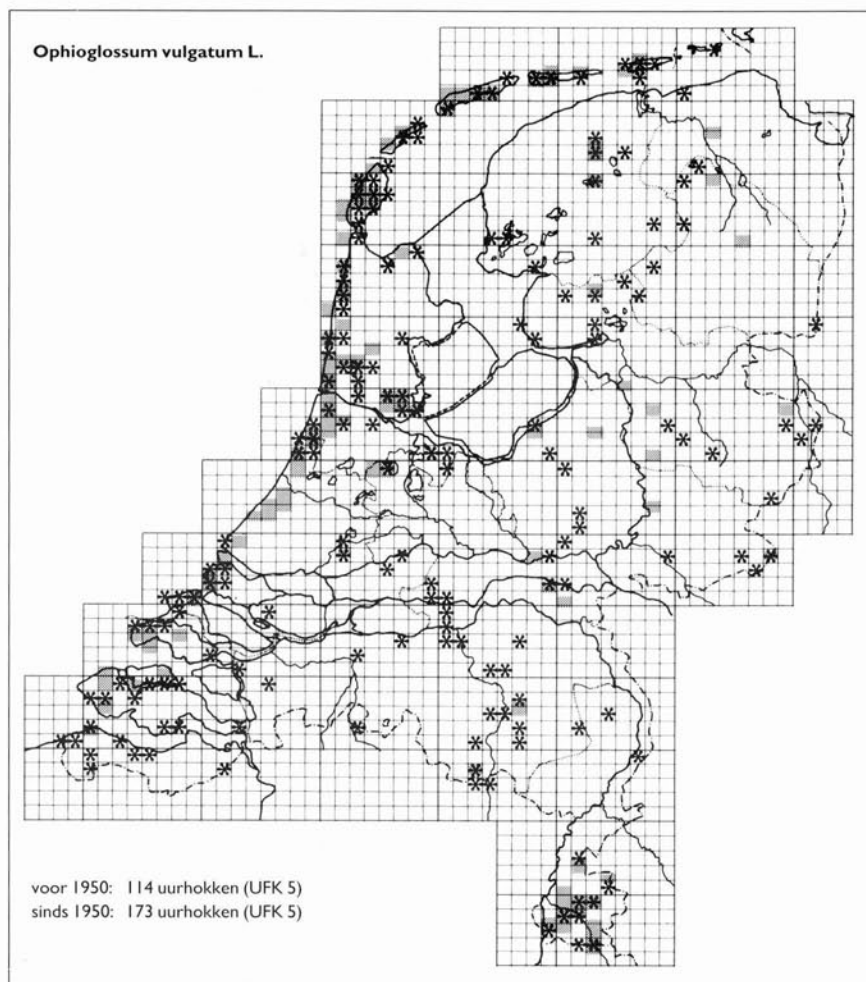 Ophioglossum vulgatum L.
voor 1950: 114 uurhokken (UFK 5)
sinds 1950: 173 uurhokken (UFK 5)